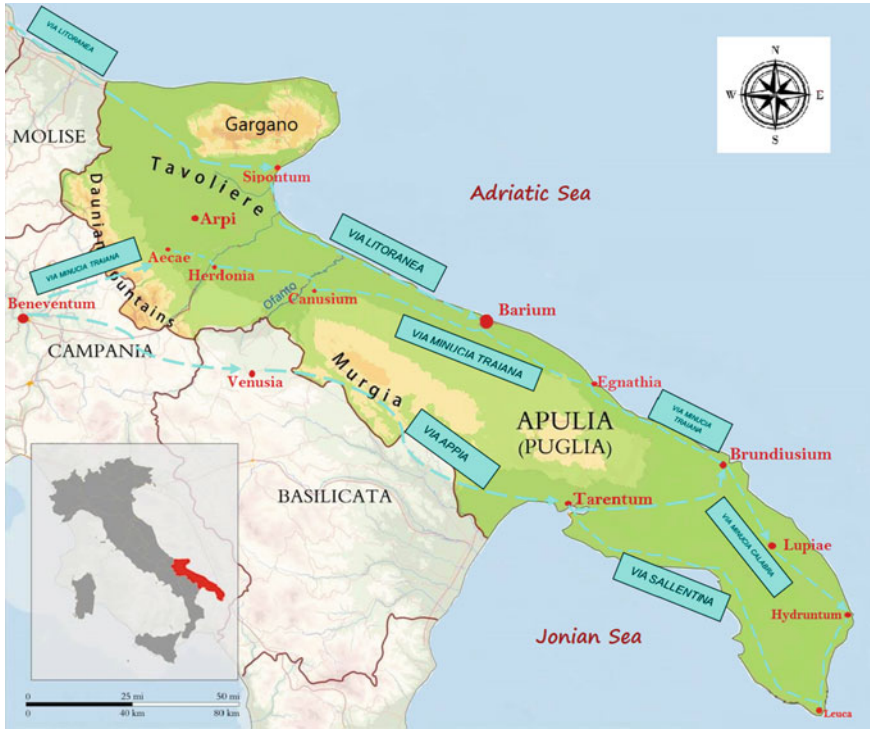 VIA LITORANEA
N
W
E
S
Gargano
MOLISE
Tavoliere
Sipontum
Adriatic Sea
Daunian
Mountains
Arpi
VIA LITORANEA
Aecae
VIA MINUCIA TRAIANA
Herdonia
Ofanto
Canusium
Beneventum
Barium
CAMPANIA
VIA MINUCIA TRAIANA
Murgia
Venusia
Egnathia
VIA MINUCIA
TRAIANA
APULIA
(PUGLIA)
VIA APPIA
Brundiusium
BASILICATA
Tarentum
VIA MINUCIA CALABRA
Lupiae
VIA SALLENTINA
Hydruntum
Jonian Sea
Leuca
0
25 mi
50 mi
0
40 km
80 km